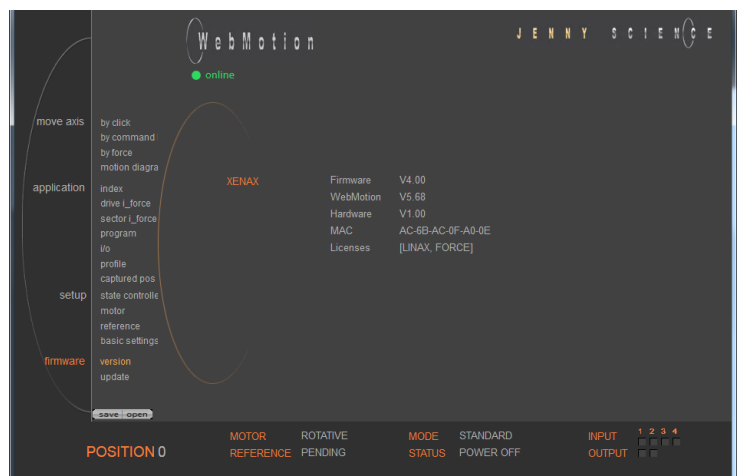 WebMotion
JENNY SCIENCE
online
move axis
by click
by command
by force
motion diagra
application
index
drive i_force
sector i_force
program
i/o
profile
captured pos
setup
state controlle
motor
reference
basic settings
firmware
version
update
XENAX
Firmware V4.00
WebMotion V5.68
Hardware V1.00
MAC AC-6B-AC-0F-A0-0E
Licenses [LINAX, FORCE]
save open
POSITION 0
MOTOR ROTATIVE
REFERENCE PENDING
MODE STANDARD
STATUS POWER OFF
INPUT 1 2 3 4
OUTPUT